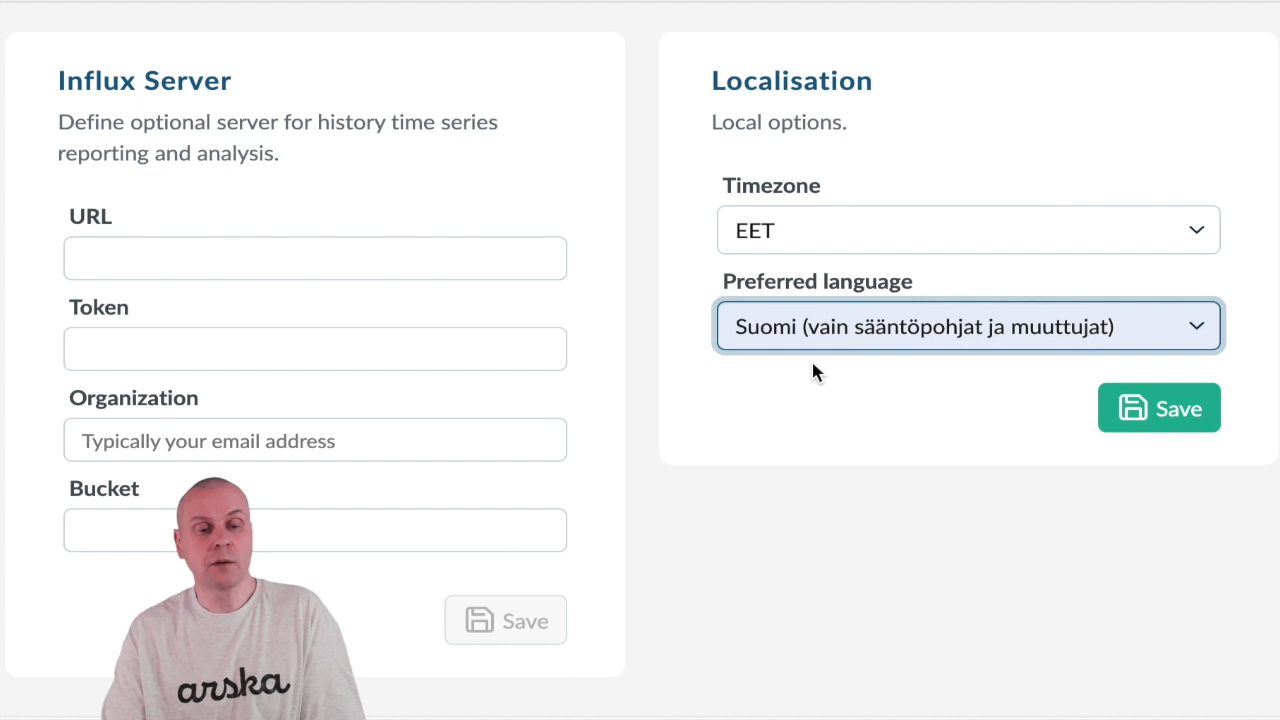 Influx Server
Define optional server for history time series
reporting and analysis.
URL
Token
Organization
Typically your email address
Bucket
Save
arska
Localisation
Local options.
Timezone
EET
Preferred language
Suomi (vain sääntöpohjat ja muuttujat)
Save